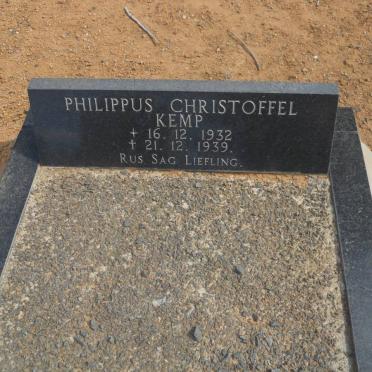 PHILIPPUS CHRISTOFFEL
KEMP
+ 16. 12. 1932
✝ 21. 12. 1939.
RUS SAG LIEFLING.